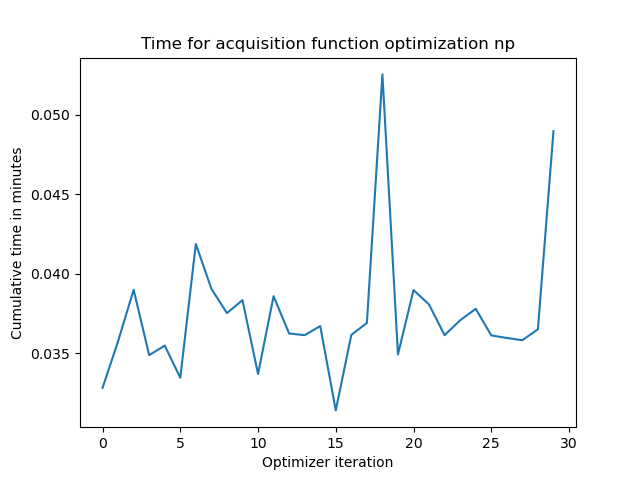 Time for acquisition function optimization np
Cumulative time in minutes
0.050
0.045
0.040
0.035
0 5 10 15 20 25 30
Optimizer iteration